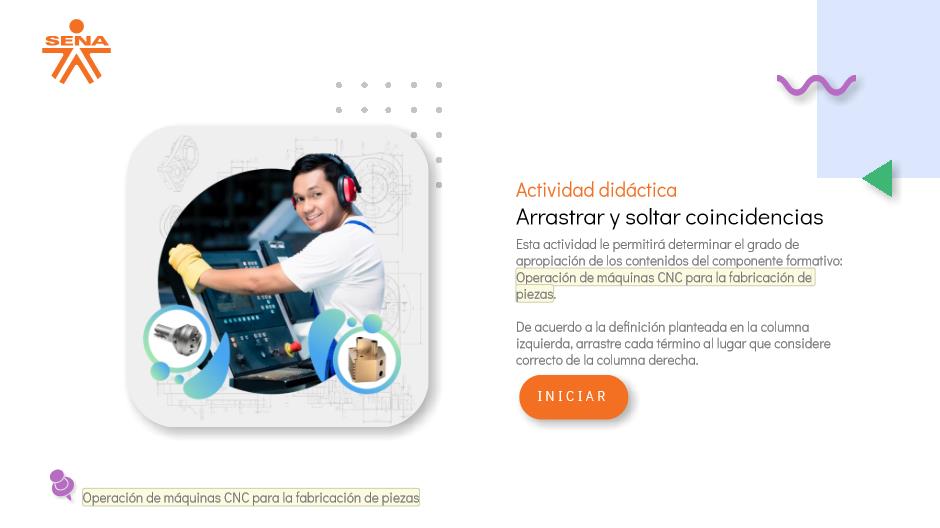 SENA
Actividad didáctica
Arrastrar y soltar coincidencias
Esta actividad le permitirá determinar el grado de
apropiación de los contenidos del componente formativo:
Operación de máquinas CNC para la fabricación de
piezas.
De acuerdo a la definición planteada en la columna
izquierda, arrastre cada término al lugar que considere
correcto de la columna derecha.
INICIAR
Operación de máquinas CNC para la fabricación de piezas